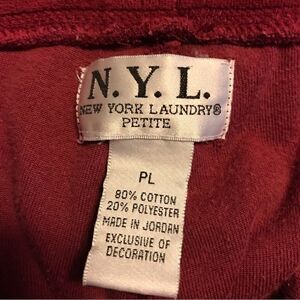 N.Y.L.
NEW YORK LAUNDRY®
PETITE
PL
80% COTTON
20% POLYESTER
MADE IN JORDAN
EXCLUSIVE OF
DECORATION